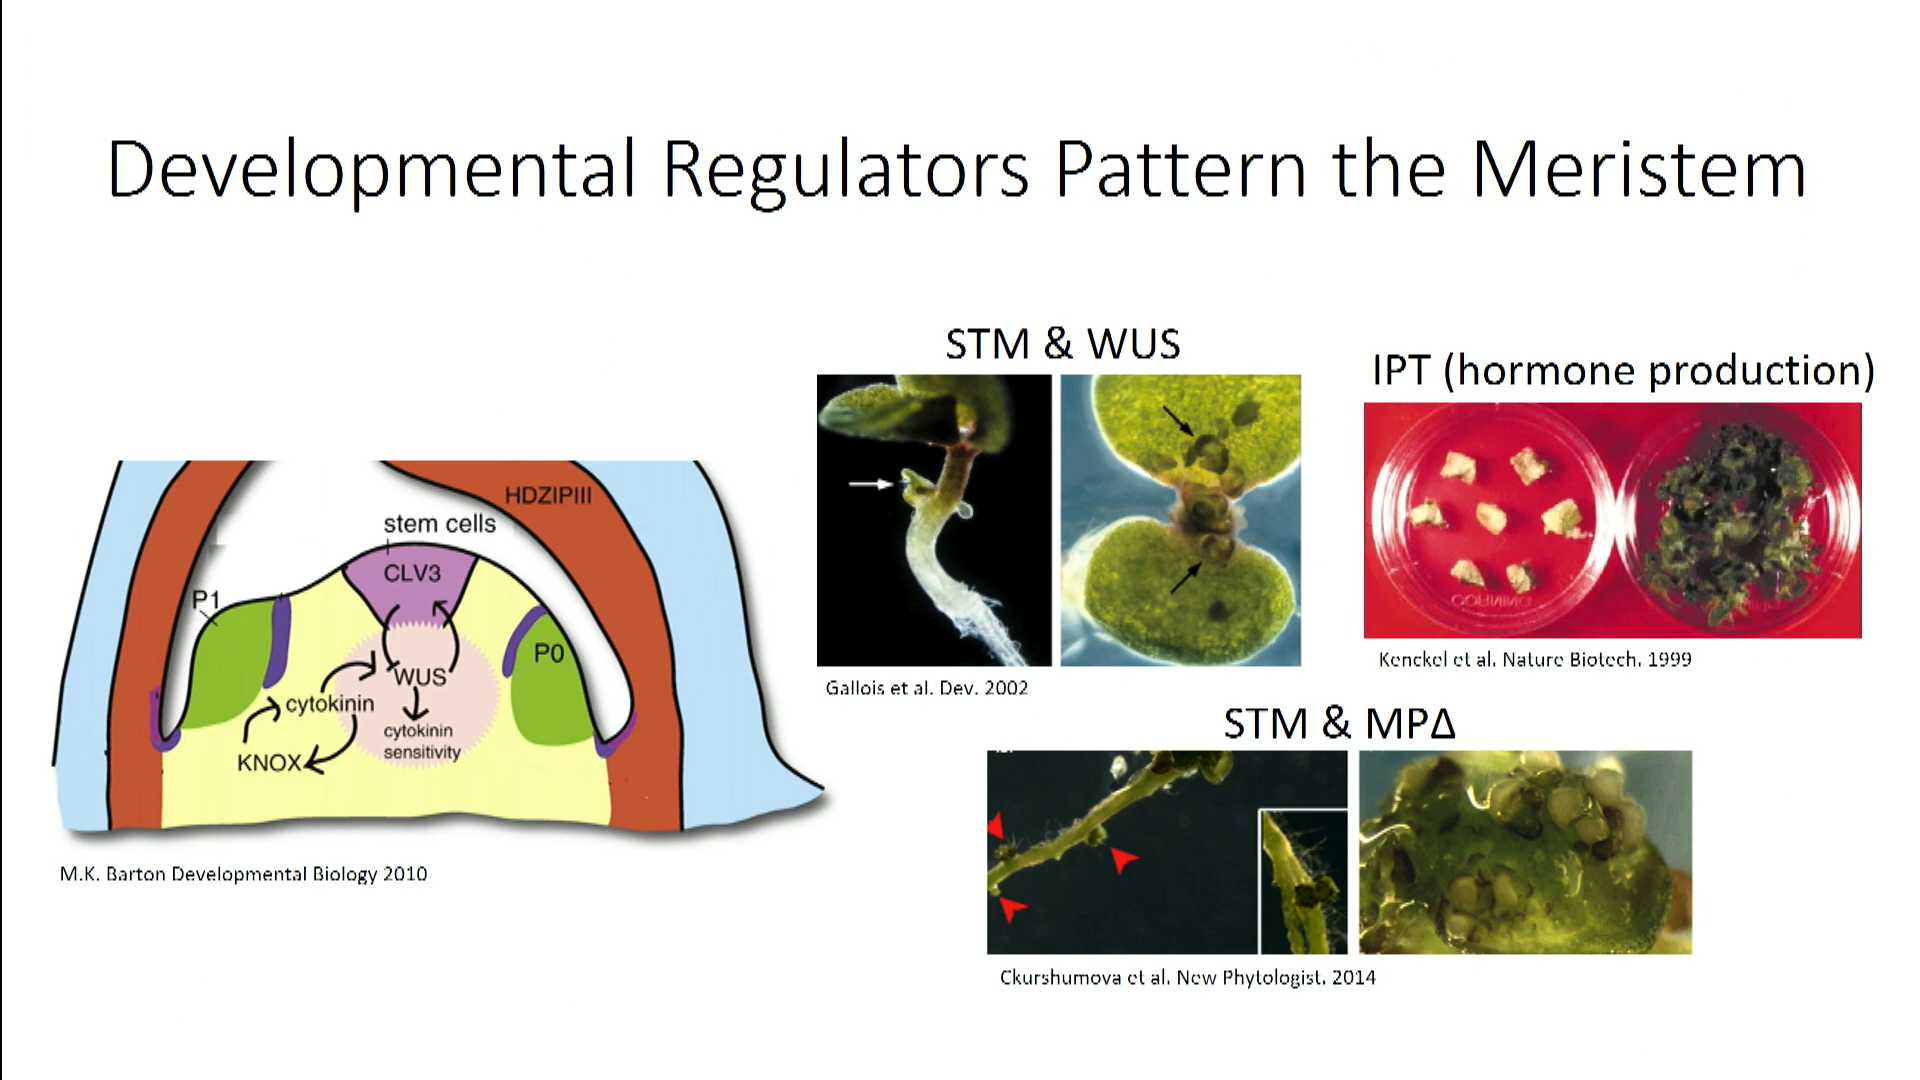 Developmental Regulators Pattern the Meristem
STM & WUS
IPT (hormone production)
HDZIPIII
stem cells
CLV3
P1
P0
WUS
cytokinin
cytokinin
sensitivity
KNOX
M.K. Barton Developmental Biology 2010
Gallois et al. Dev. 2002
CORNING
Kenckel et al. Nature Biotech. 1999
STM & MPΔ
Ckurshumova et al. New Phytologist. 2014